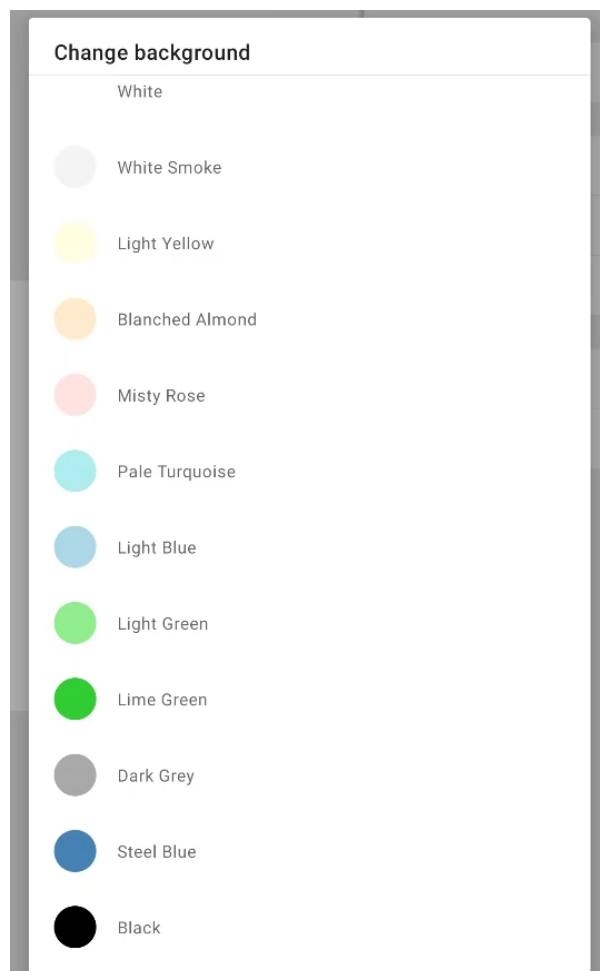 Change background
White
White Smoke
Light Yellow
Blanched Almond
Misty Rose
Pale Turquoise
Light Blue
Light Green
Lime Green
Dark Grey
Steel Blue
Black